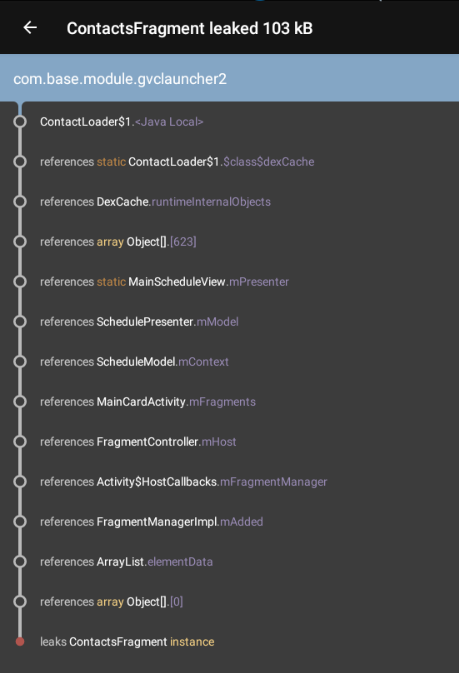 ContactsFragment leaked 103 kB
com.base.module.gvclauncher2
ContactLoader$1.<Java Local>
references static ContactLoader$1.$class$dexCache
references DexCache.runtimeInternalObjects
references array Object[].[623]
references static MainScheduleView.mPresenter
references SchedulePresenter.mModel
references ScheduleModel.mContext
references MainCardActivity.mFragments
references FragmentController.mHost
references Activity$HostCallbacks.mFragmentManager
references FragmentManagerImpl.mAdded
references ArrayList.elementData
references array Object[].[0]
leaks ContactsFragment instance